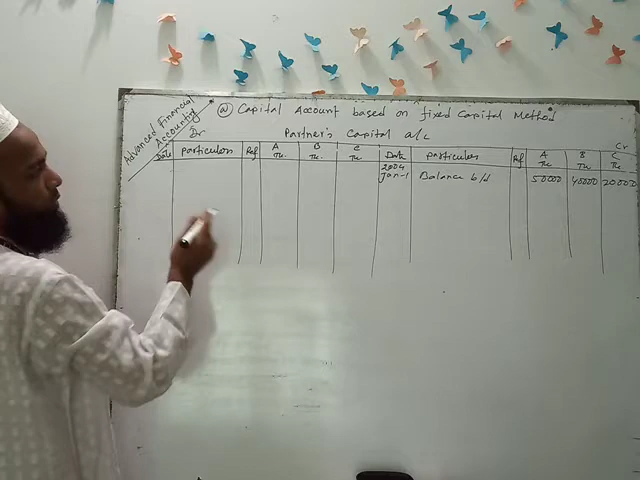 Advanced Financial
Accounting
(a) Capital Account based on fixed Capital Method
Dr
Partner's Capital a/c
Cr
Date particulars Ref A Tk. B Tk. C Tk Date particulars Ref A Tk B Tk C Tk
2004
Jan-1 Balance b/d 50000 40000 20000